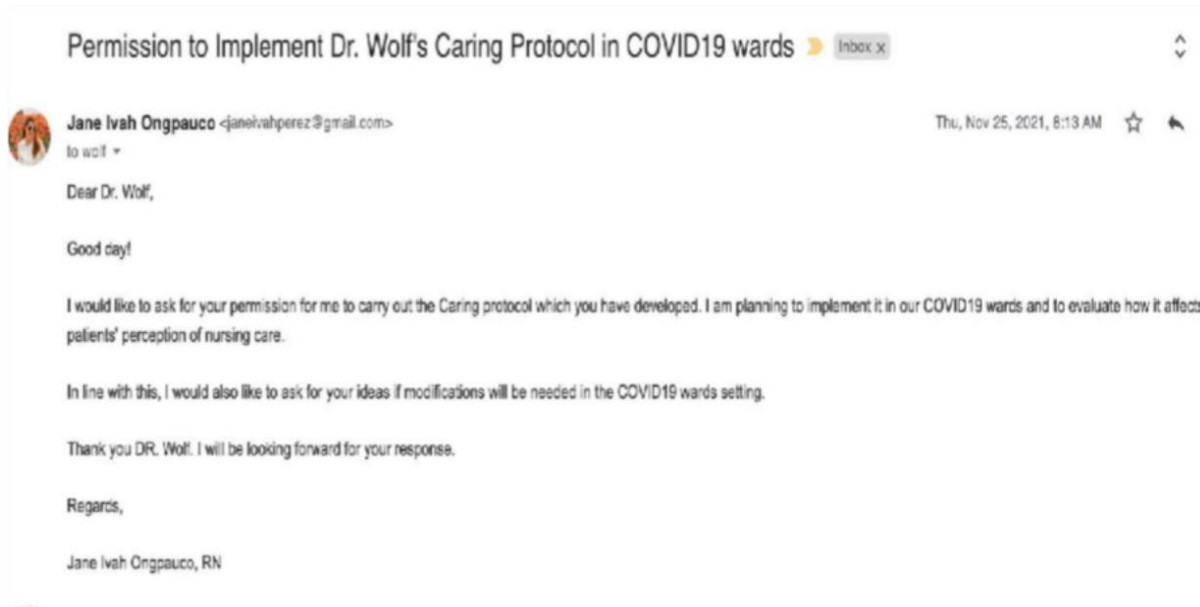 Permission to Implement Dr. Wolf's Caring Protocol in COVID19 wards Inbox x
Jane Ivah Ongpauco <janeivahperez@gmail.com> Thu, Nov 25, 2021, 8:13 AM
to wolf
Dear Dr. Wolf,
Good day!
I would like to ask for your permission for me to carry out the Caring protocol which you have developed. I am planning to implement it in our COVID19 wards and to evaluate how it affects
patients' perception of nursing care.
In line with this, I would also like to ask for your ideas if modifications will be needed in the COVID19 wards setting.
Thank you DR. Wolf. I will be looking forward for your response.
Regards,
Jane Ivah Ongpauco, RN